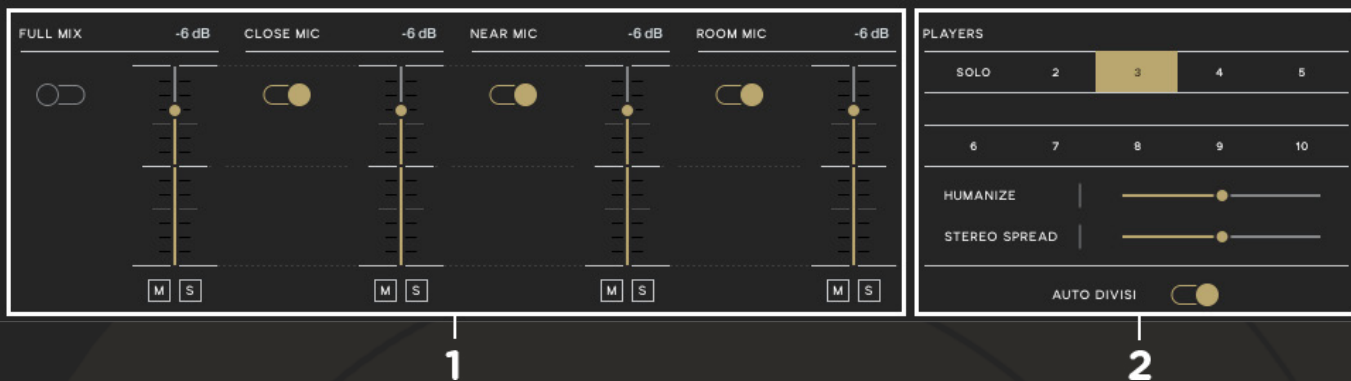 FULL MIX -6 dB CLOSE MIC -6 dB NEAR MIC -6 dB ROOM MIC -6 dB
M S M S M S M S
1
PLAYERS
SOLO 2 3 4 5
6 7 8 9 10
HUMANIZE
STEREO SPREAD
AUTO DIVISI
2